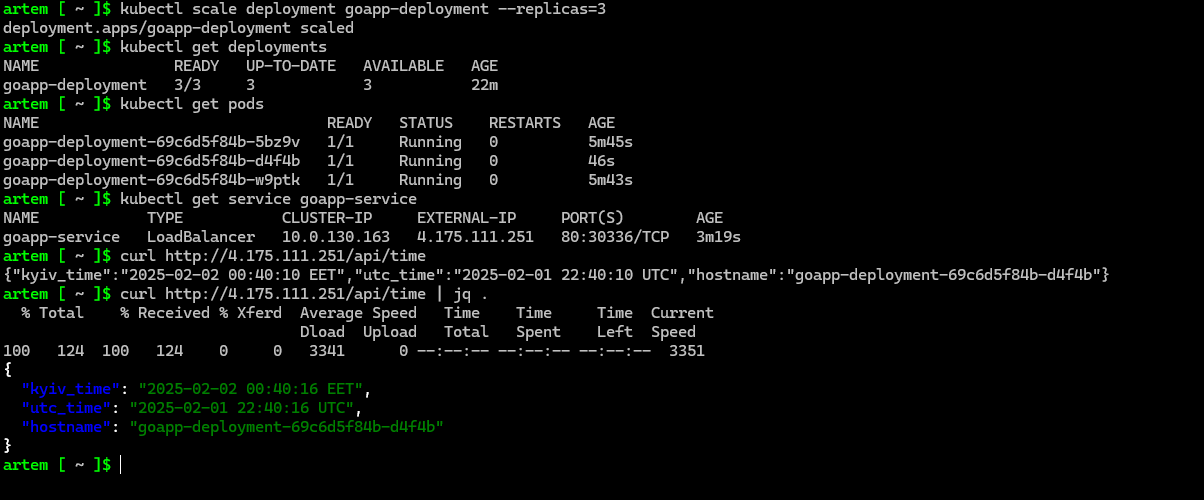 artem [ ~ ]$ kubectl scale deployment goapp-deployment --replicas=3
deployment.apps/goapp-deployment scaled
artem [ ~ ]$ kubectl get deployments
NAME               READY   UP-TO-DATE   AVAILABLE   AGE
goapp-deployment   3/3     3            3           22m
artem [ ~ ]$ kubectl get pods
NAME                                READY   STATUS    RESTARTS   AGE
goapp-deployment-69c6d5f84b-5bz9v   1/1     Running   0          5m45s
goapp-deployment-69c6d5f84b-d4f4b   1/1     Running   0          46s
goapp-deployment-69c6d5f84b-w9ptk   1/1     Running   0          5m43s
artem [ ~ ]$ kubectl get service goapp-service
NAME            TYPE           CLUSTER-IP     EXTERNAL-IP     PORT(S)        AGE
goapp-service   LoadBalancer   10.0.130.163   4.175.111.251   80:30336/TCP   3m19s
artem [ ~ ]$ curl http://4.175.111.251/api/time
{"kyiv_time":"2025-02-02 00:40:10 EET","utc_time":"2025-02-01 22:40:10 UTC","hostname":"goapp-deployment-69c6d5f84b-d4f4b"}
artem [ ~ ]$ curl http://4.175.111.251/api/time | jq .
  % Total    % Received % Xferd  Average Speed   Time    Time     Time  Current
                                 Dload  Upload   Total   Spent    Left  Speed
100   124  100   124    0     0   3341      0 --:--:-- --:--:-- --:--:--  3351
{
  "kyiv_time": "2025-02-02 00:40:16 EET",
  "utc_time": "2025-02-01 22:40:16 UTC",
  "hostname": "goapp-deployment-69c6d5f84b-d4f4b"
}
artem [ ~ ]$